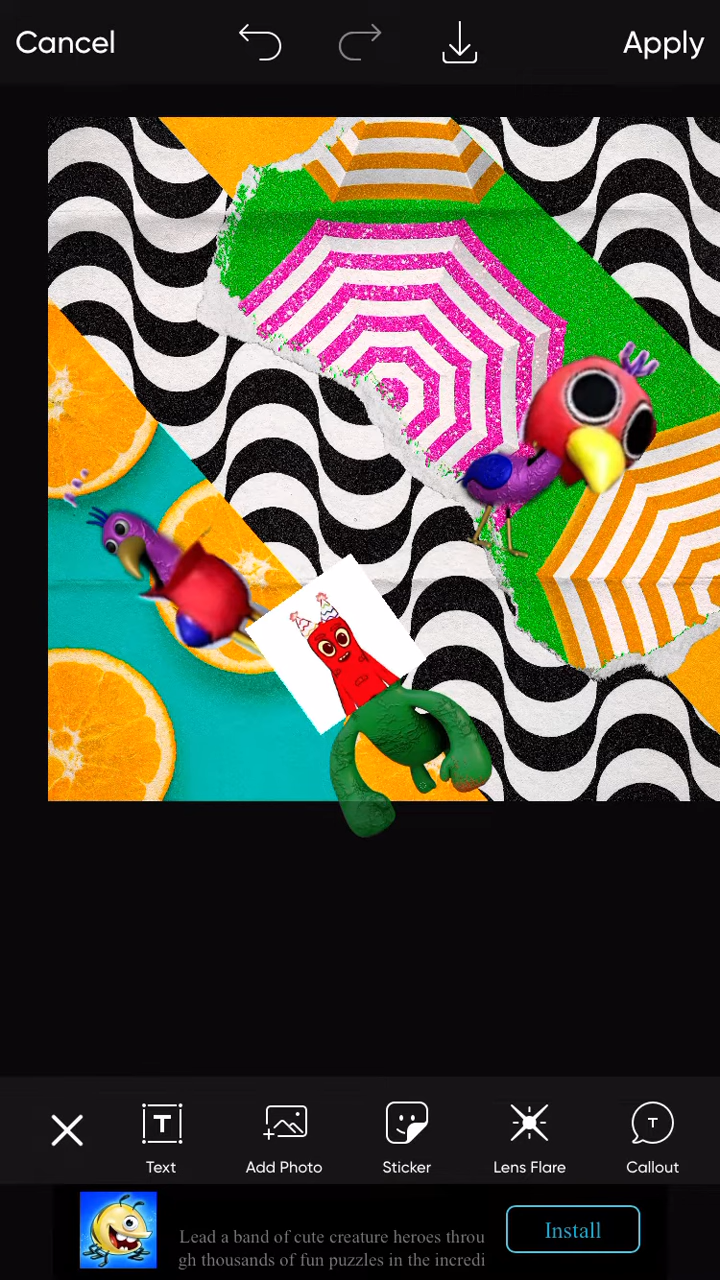 Cancel
Apply
T
T
Text
Add Photo
Sticker
Lens Flare
Callout
Lead a band of cute creature heroes throu
gh thousands of fun puzzles in the incredi
Install